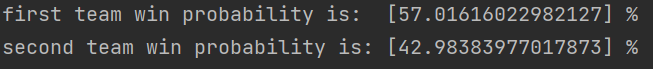 first team win probability is:  [57.01616022982127] %
second team win probability is: [42.98383977017873] %